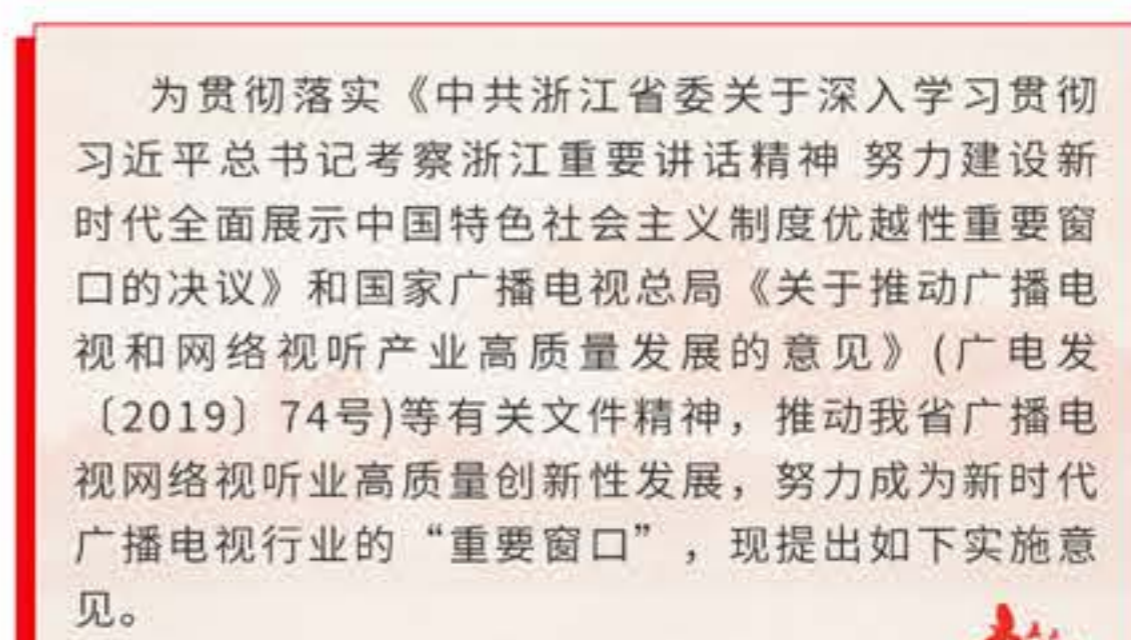 为贯彻落实《中共浙江省委关于深入学习贯彻
习近平总书记考察浙江重要讲话精神 努力建设新
时代全面展示中国特色社会主义制度优越性重要窗
口的决议》和国家广播电视总局《关于推动广播电
视和网络视听产业高质量发展的意见》(广电发
〔2019〕74号)等有关文件精神，推动我省广播电
视网络视听业高质量创新性发展，努力成为新时代
广播电视行业的“重要窗口”，现提出如下实施意
见。